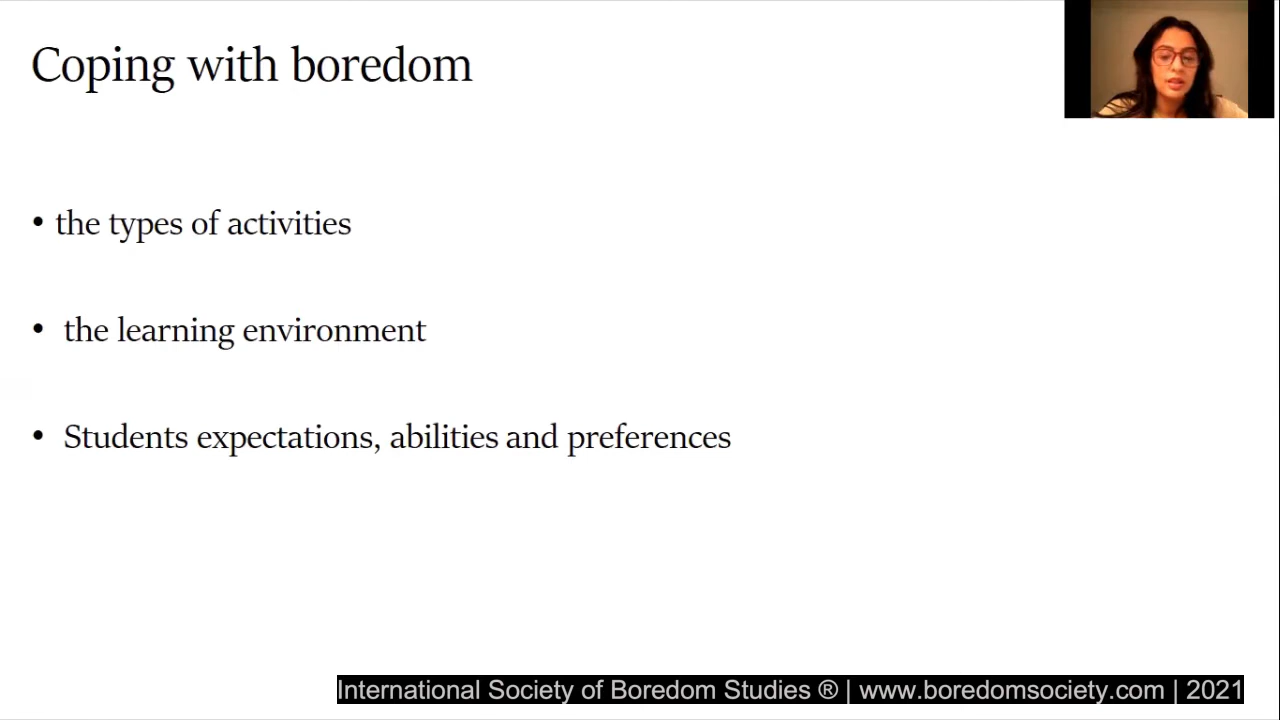 Coping with boredom
• the types of activities
• the learning environment
• Students expectations, abilities and preferences
International Society of Boredom Studies ® | www.boredomsociety.com | 2021